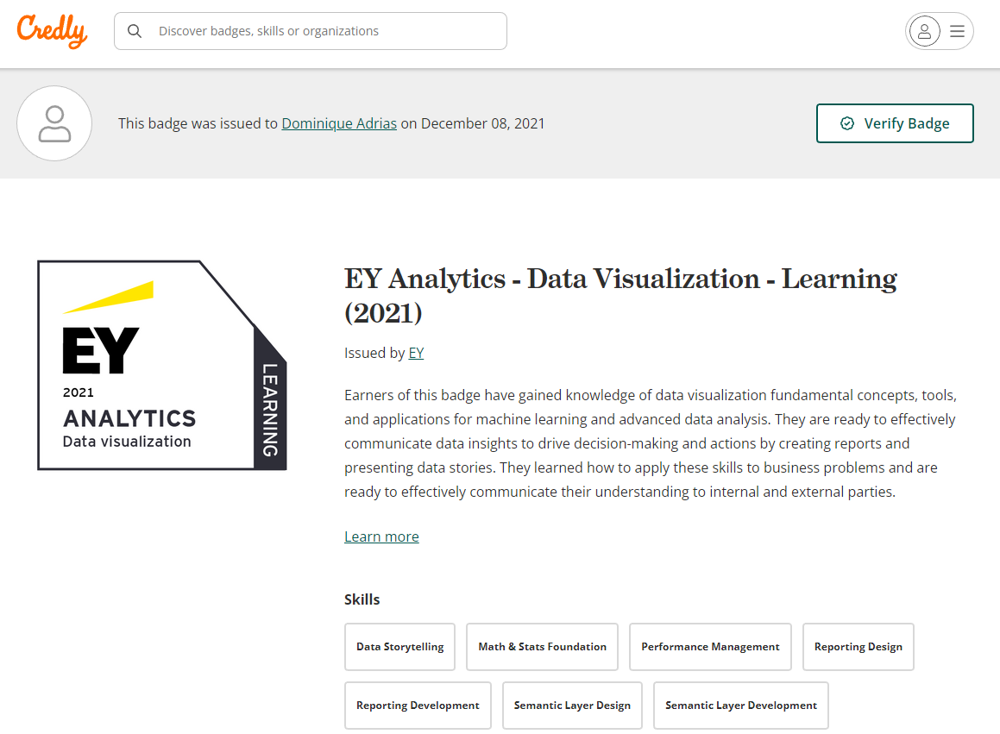 Credly
Discover badges, skills or organizations
This badge was issued to Dominique Adrias on December 08, 2021
Verify Badge
EY
2021
ANALYTICS
Data visualization
LEARNING
EY Analytics - Data Visualization - Learning
(2021)
Issued by EY
Earners of this badge have gained knowledge of data visualization fundamental concepts, tools,
and applications for machine learning and advanced data analysis. They are ready to effectively
communicate data insights to drive decision-making and actions by creating reports and
presenting data stories. They learned how to apply these skills to business problems and are
ready to effectively communicate their understanding to internal and external parties.
Learn more
Skills
Data Storytelling
Math & Stats Foundation
Performance Management
Reporting Design
Reporting Development
Semantic Layer Design
Semantic Layer Development